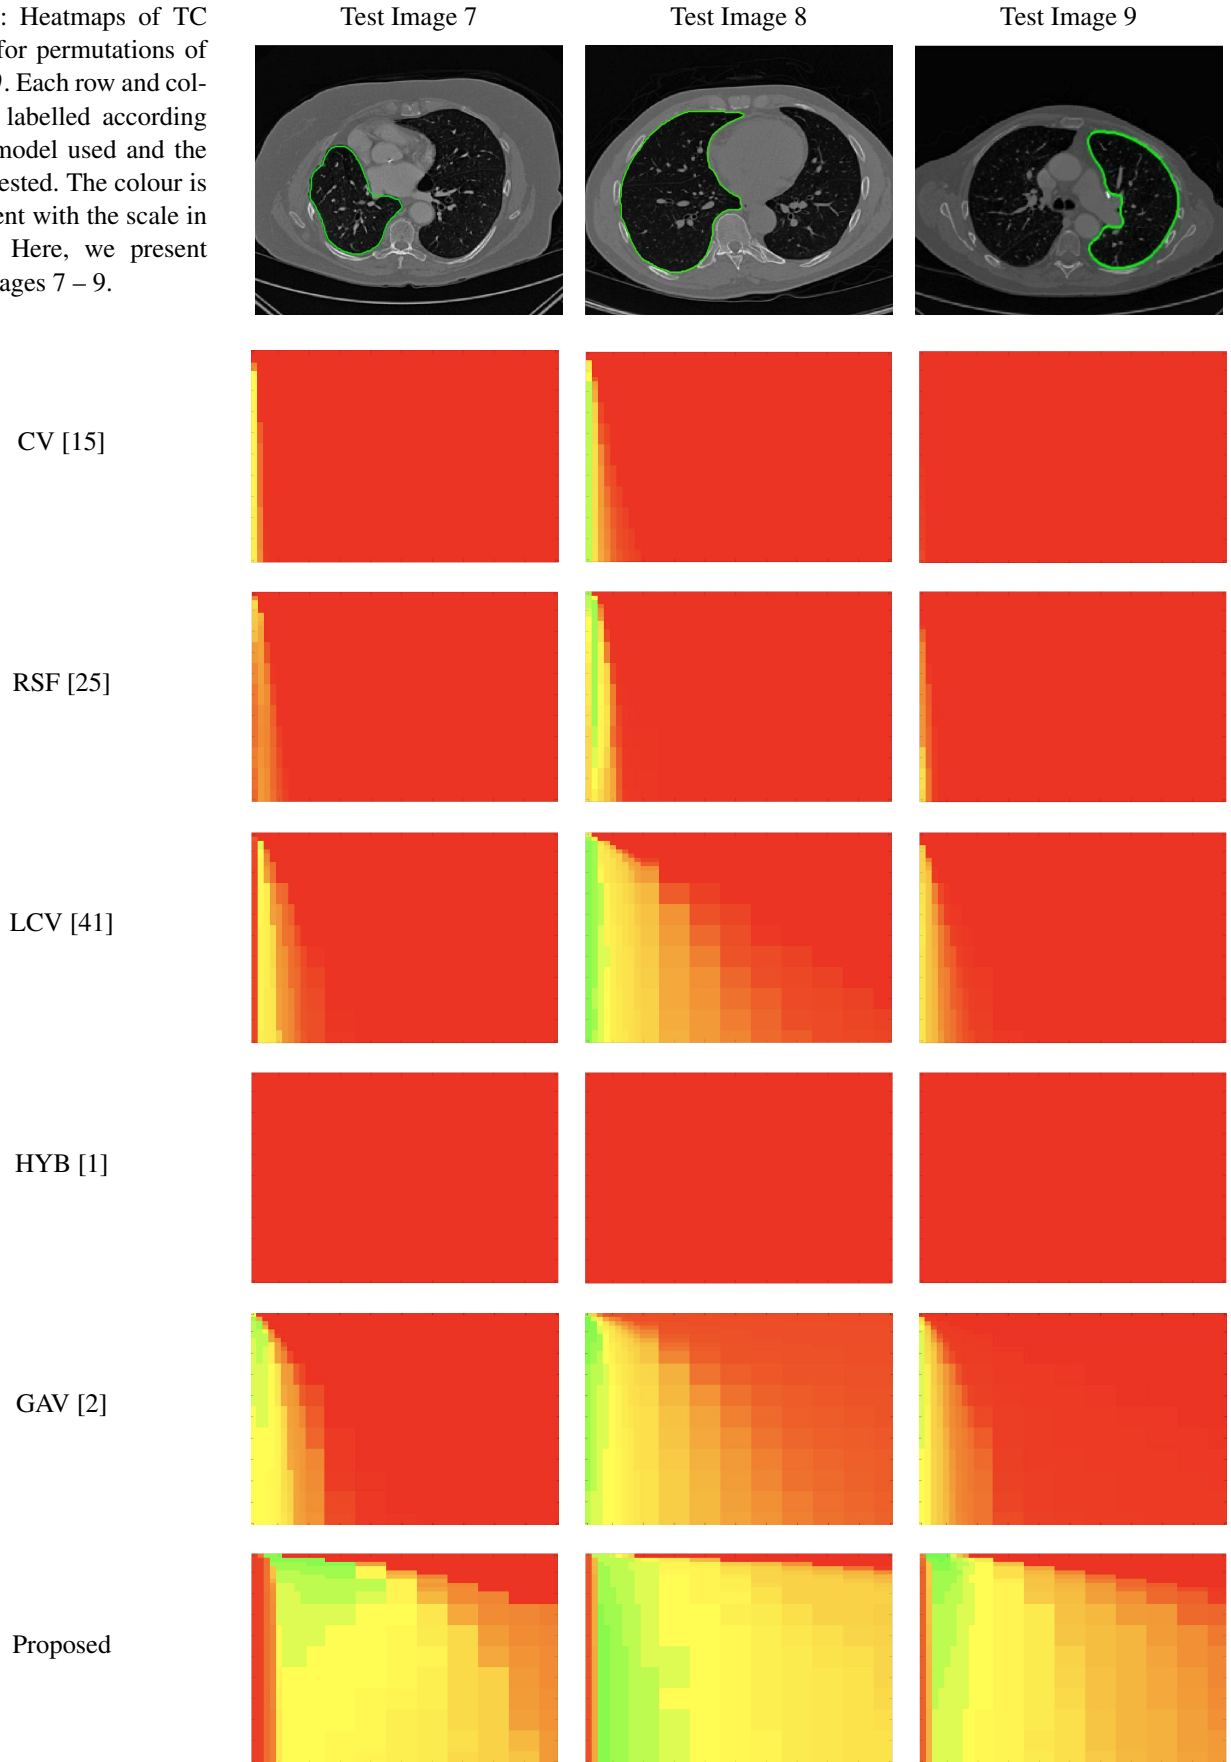 : Heatmaps of TC
for permutations of
9. Each row and col-
labelled according
model used and the
ested. The colour is
ent with the scale in
Here, we present
ages 7 – 9.
Test Image 7
Test Image 8
Test Image 9
CV [15]
RSF [25]
LCV [41]
HYB [1]
GAV [2]
Proposed